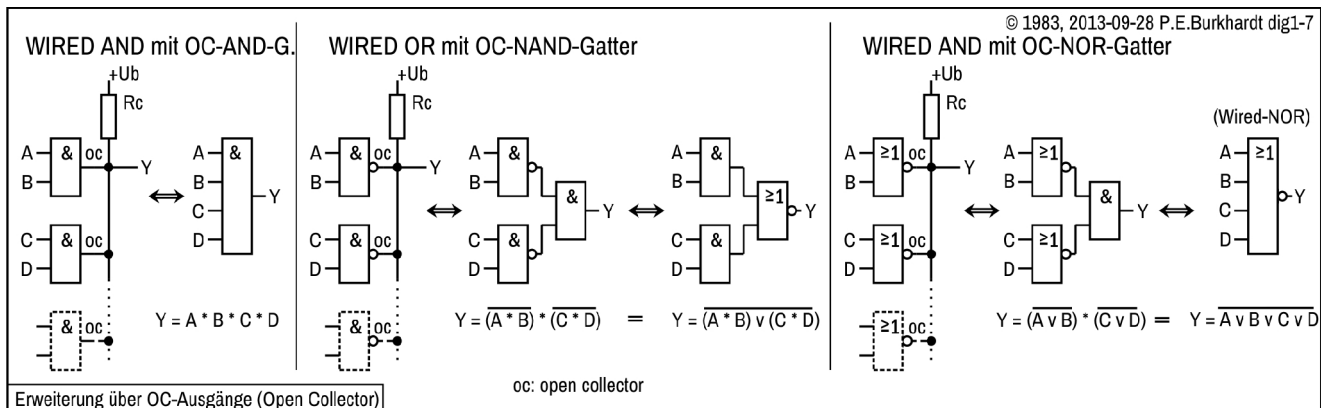 © 1983, 2013-09-28 P.E.Burkhardt dig1-7
WIRED AND mit OC-AND-G.
+Ub
Rc
A
B
&
oc
Y
C
D
&
oc
&
oc
A
B
C
D
&
Y
Y = A * B * C * D
WIRED OR mit OC-NAND-Gatter
+Ub
Rc
A
B
&
oc
Y
C
D
&
oc
&
oc
A
B
&
C
D
&
&
Y
A
B
&
C
D
&
≥1
Y
Y = (A * B) * (C * D) = Y = (A * B) v (C * D)
oc: open collector
WIRED AND mit OC-NOR-Gatter
+Ub
Rc
A
B
≥1
oc
Y
C
D
≥1
oc
≥1
oc
A
B
≥1
C
D
≥1
&
Y
(Wired-NOR)
A
B
C
D
≥1
Y
Y = (A v B) * (C v D) = Y = A v B v C v D
Erweiterung über OC-Ausgänge (Open Collector)